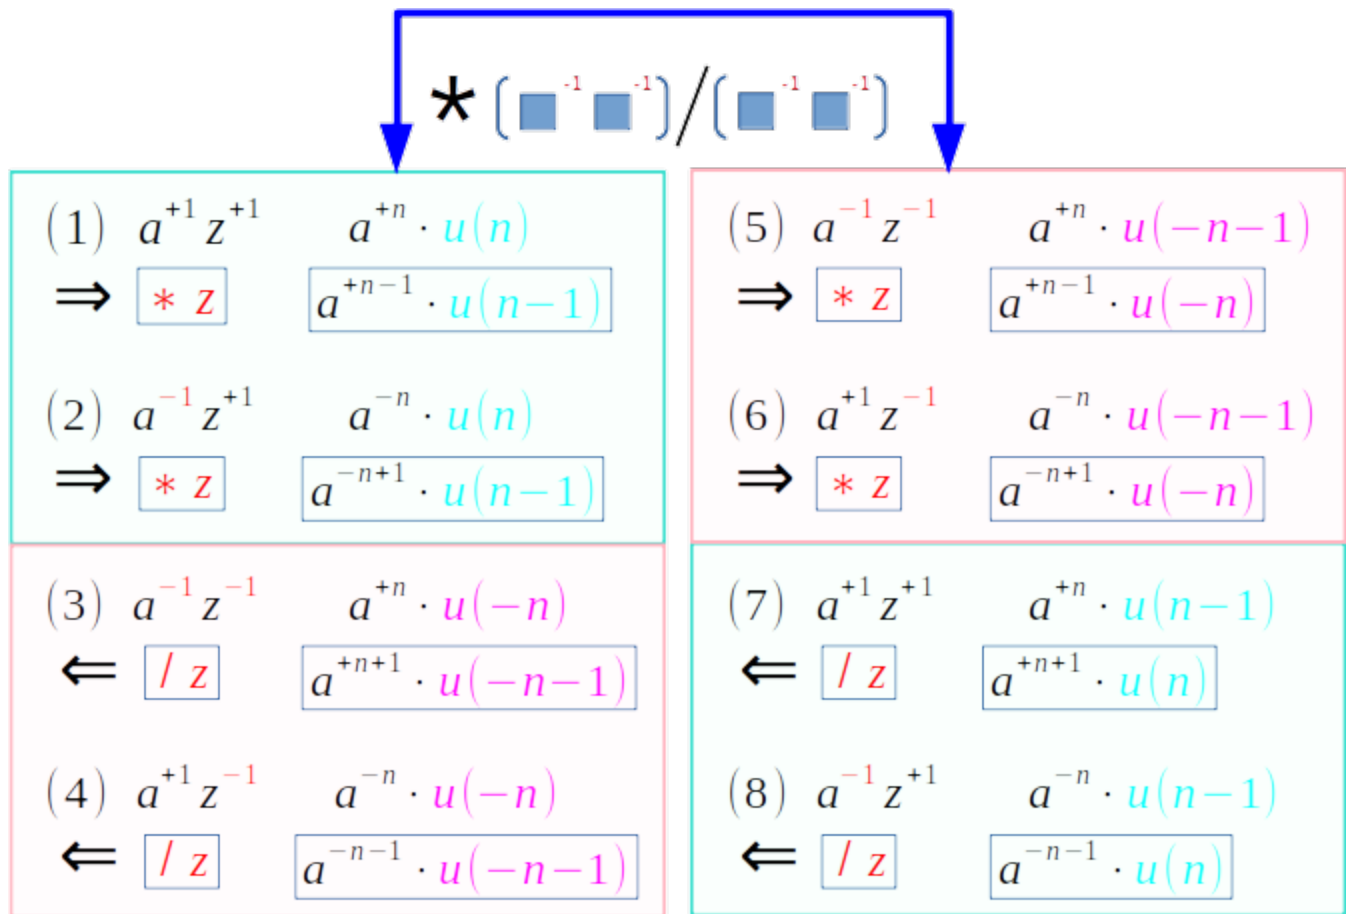 * (■⁻¹ ■⁻¹) / (■⁻¹ ■⁻¹)
(1) a⁺¹ z⁺¹ a⁺ⁿ · u(n)
⇒ * z a⁺ⁿ⁻¹ · u(n−1)
(2) a⁻¹ z⁺¹ a⁻ⁿ · u(n)
⇒ * z a⁻ⁿ⁺¹ · u(n−1)
(3) a⁻¹ z⁻¹ a⁺ⁿ · u(−n)
⇐ / z a⁺ⁿ⁺¹ · u(−n−1)
(4) a⁺¹ z⁻¹ a⁻ⁿ · u(−n)
⇐ / z a⁻ⁿ⁻¹ · u(−n−1)
(5) a⁻¹ z⁻¹ a⁺ⁿ · u(−n−1)
⇒ * z a⁺ⁿ⁻¹ · u(−n)
(6) a⁺¹ z⁻¹ a⁻ⁿ · u(−n−1)
⇒ * z a⁻ⁿ⁺¹ · u(−n)
(7) a⁺¹ z⁺¹ a⁺ⁿ · u(n−1)
⇐ / z a⁺ⁿ⁺¹ · u(n)
(8) a⁻¹ z⁺¹ a⁻ⁿ · u(n−1)
⇐ / z a⁻ⁿ⁻¹ · u(n)